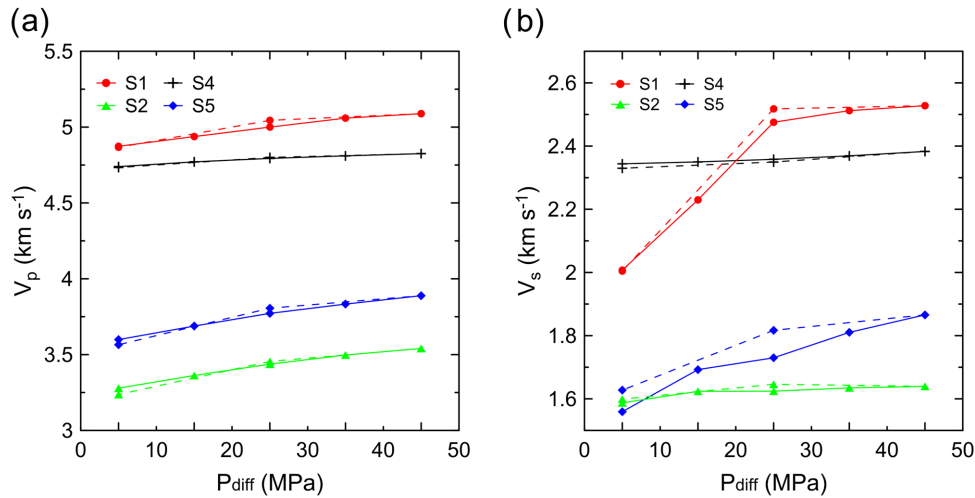 (a)
5.5
5
4.5
4
3.5
3
Vp (km s-1)
S1 S4
S2 S5
0 10 20 30 40 50
Pdiff (MPa)
(b)
2.6
2.4
2.2
2
1.8
1.6
Vs (km s-1)
S1 S4
S2 S5
0 10 20 30 40 50
Pdiff (MPa)